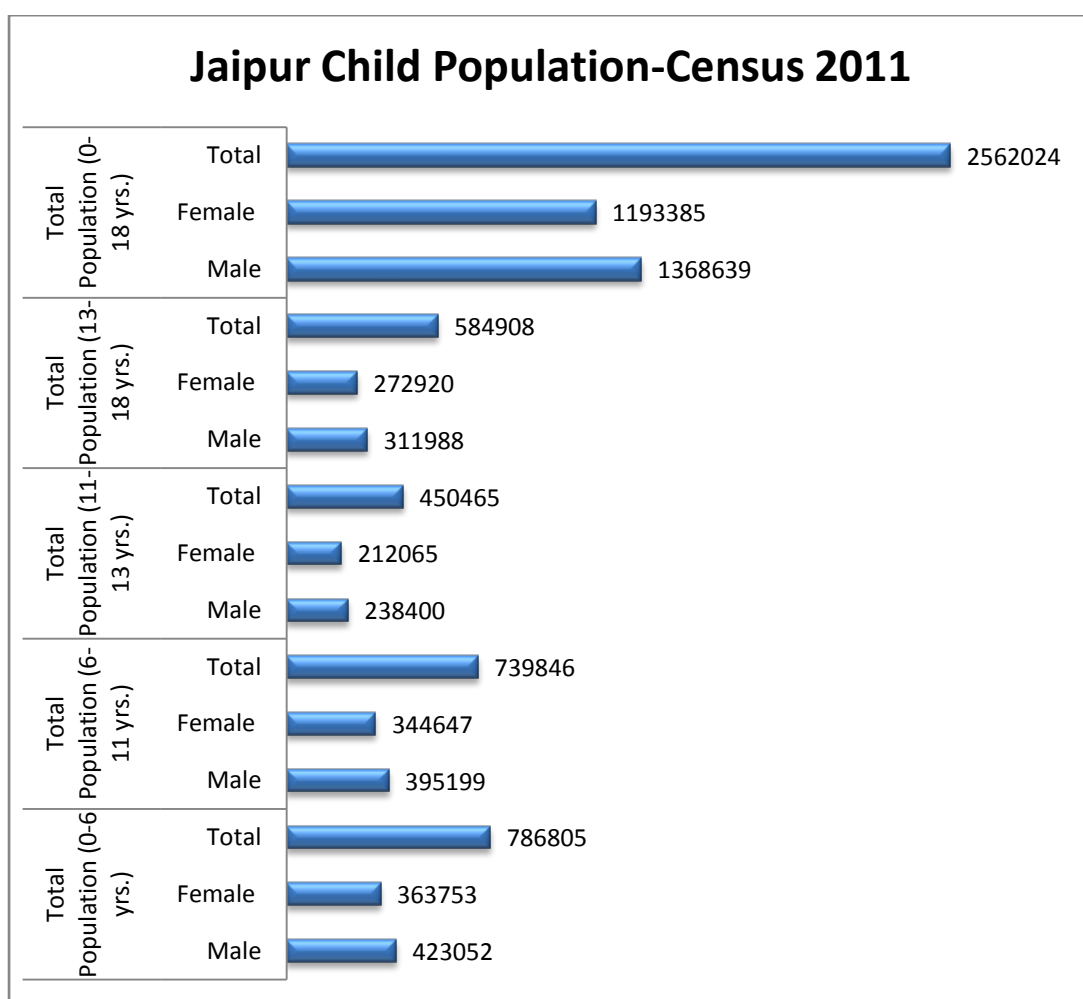 Jaipur Child Population-Census 2011
Total
Population (0-
18 yrs.)
Total
2562024
Female
1193385
Male
1368639
Total
Population (13-
18 yrs.)
Total
584908
Female
272920
Male
311988
Total
Population (11-
13 yrs.)
Total
450465
Female
212065
Male
238400
Total
Population (6-
11 yrs.)
Total
739846
Female
344647
Male
395199
Total
Population (0-6
yrs.)
Total
786805
Female
363753
Male
423052